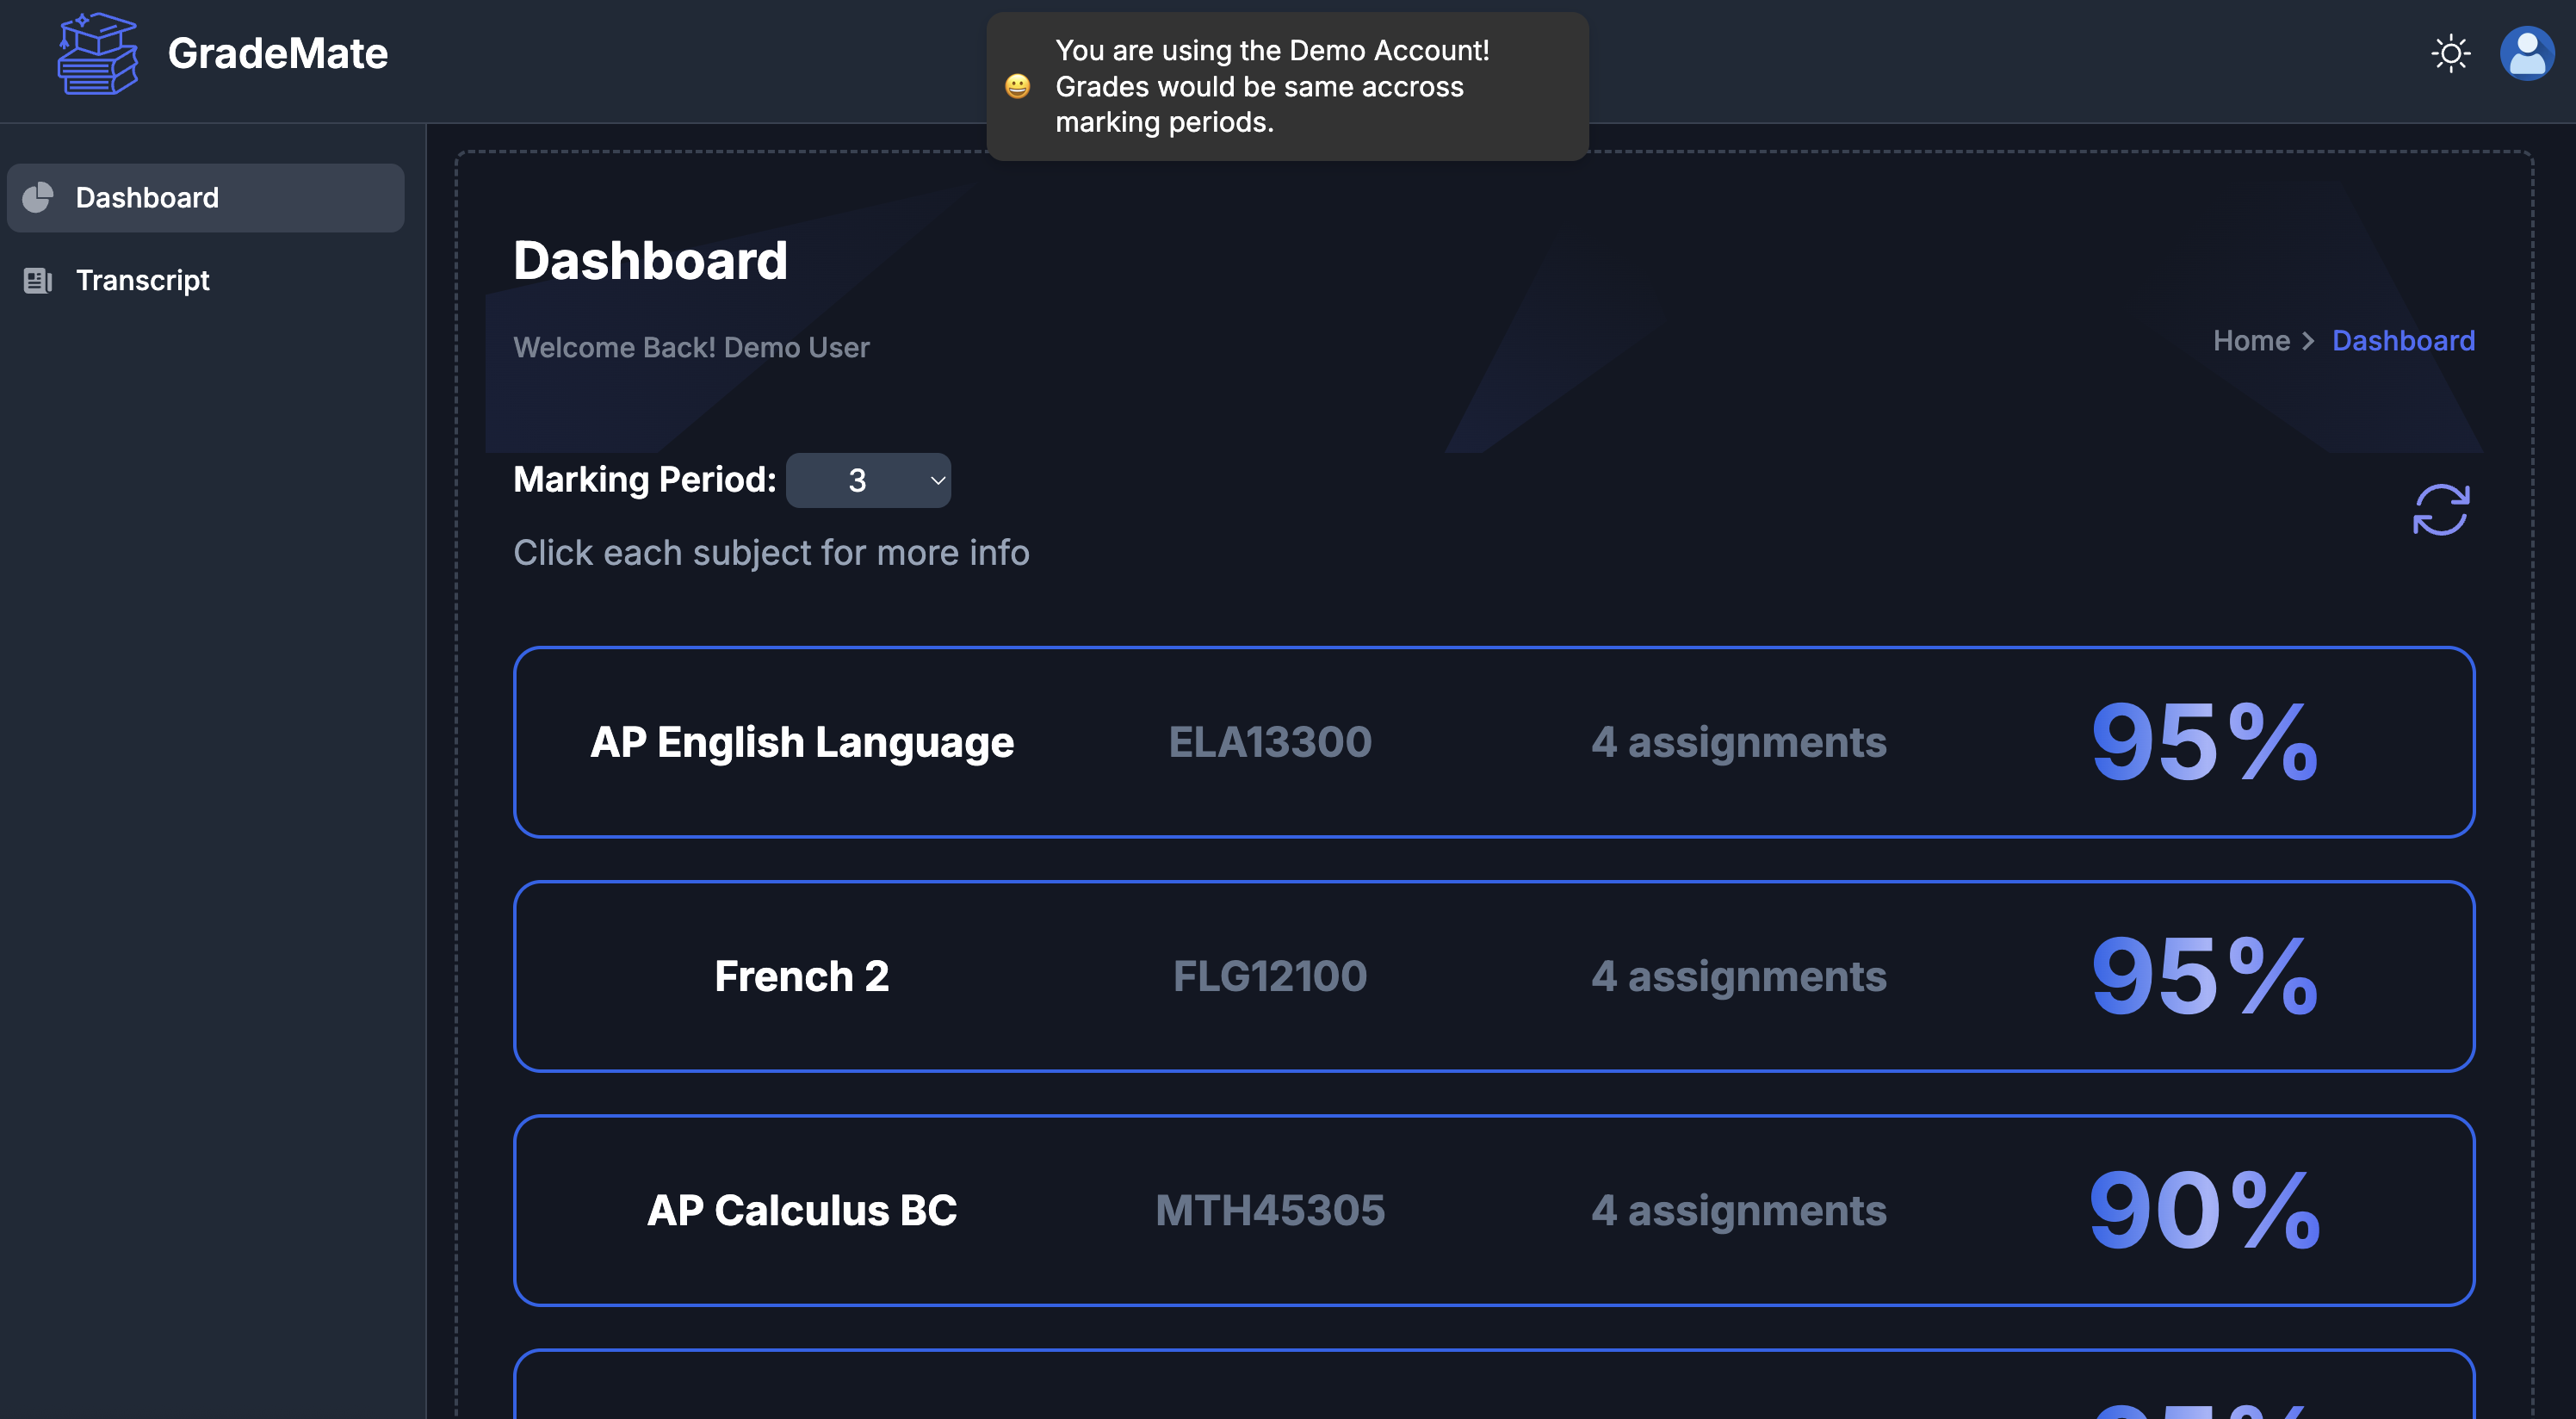 GradeMate
You are using the Demo Account!
Grades would be same accross
marking periods.
Dashboard
Transcript
Dashboard
Welcome Back! Demo User
Home > Dashboard
Marking Period: 3
Click each subject for more info
AP English Language ELA13300 4 assignments 95%
French 2 FLG12100 4 assignments 95%
AP Calculus BC MTH45305 4 assignments 90%